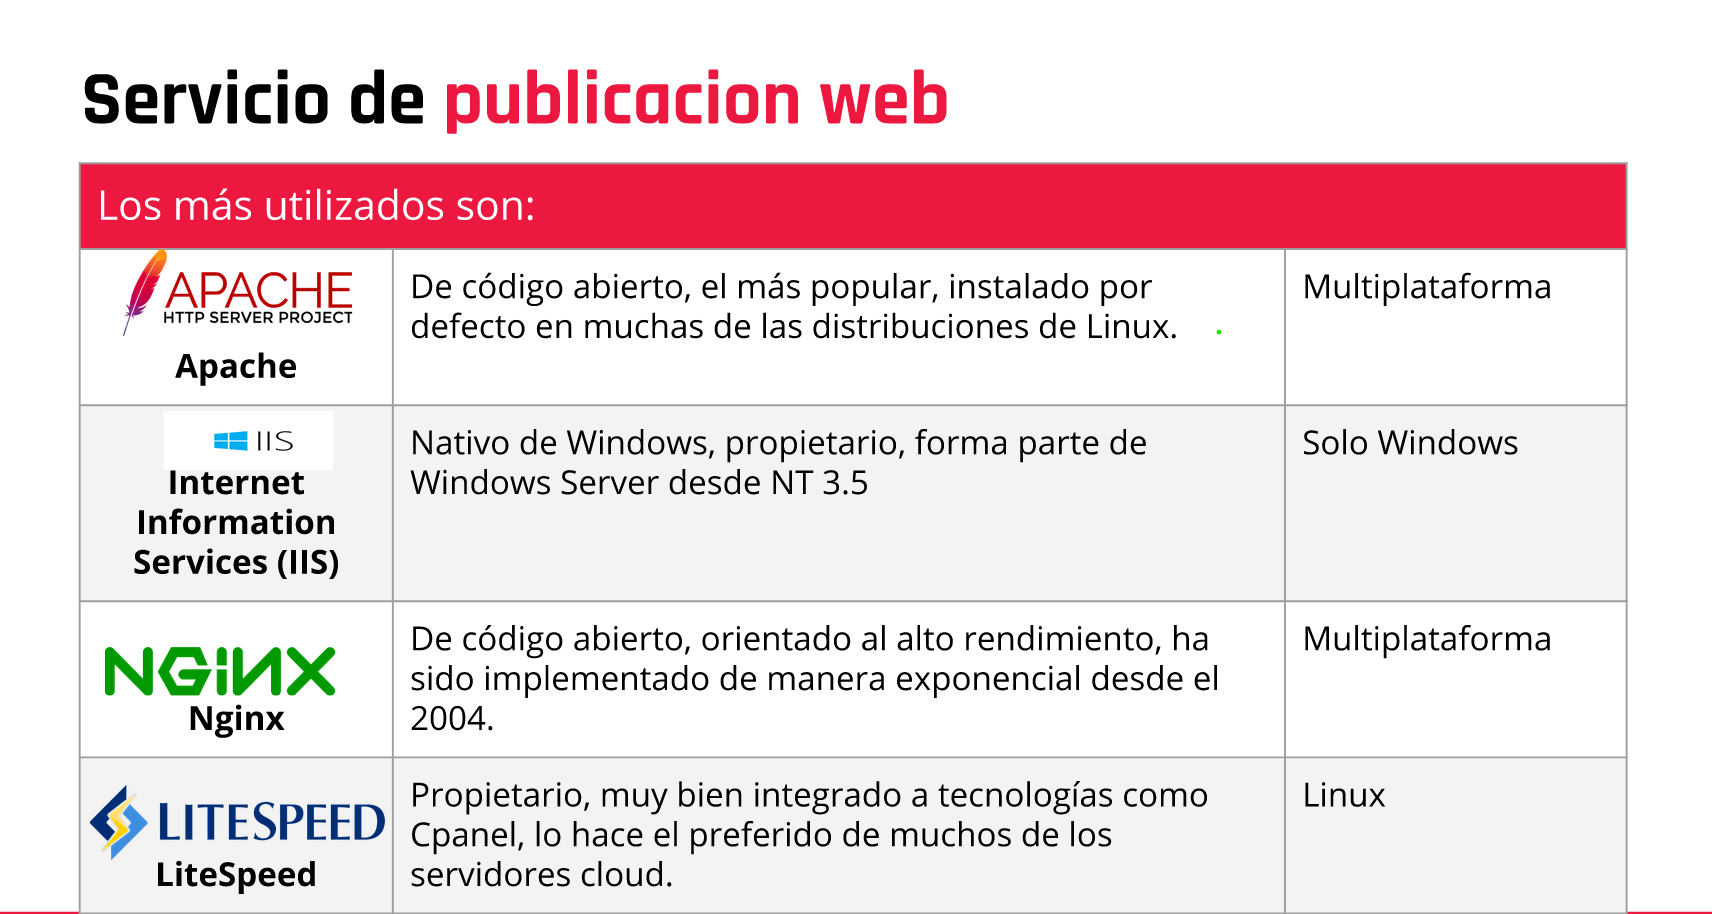 Servicio de publicacion web
Los más utilizados son:
APACHE
HTTP SERVER PROJECT
Apache
De código abierto, el más popular, instalado por
defecto en muchas de las distribuciones de Linux.
Multiplataforma
IIS
Internet
Information
Services (IIS)
Nativo de Windows, propietario, forma parte de
Windows Server desde NT 3.5
Solo Windows
NGiNX
Nginx
De código abierto, orientado al alto rendimiento, ha
sido implementado de manera exponencial desde el
2004.
Multiplataforma
LITESPEED
LiteSpeed
Propietario, muy bien integrado a tecnologías como
Cpanel, lo hace el preferido de muchos de los
servidores cloud.
Linux